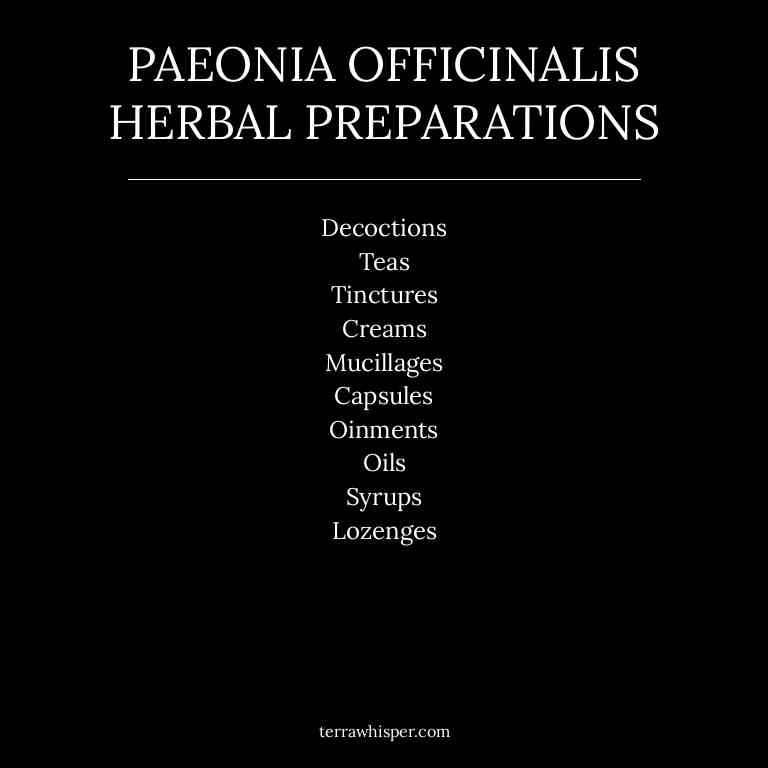 PAEONIA OFFICINALIS
HERBAL PREPARATIONS
Decoctions
Teas
Tinctures
Creams
Mucillages
Capsules
Oinments
Oils
Syrups
Lozenges
terrawhisper.com